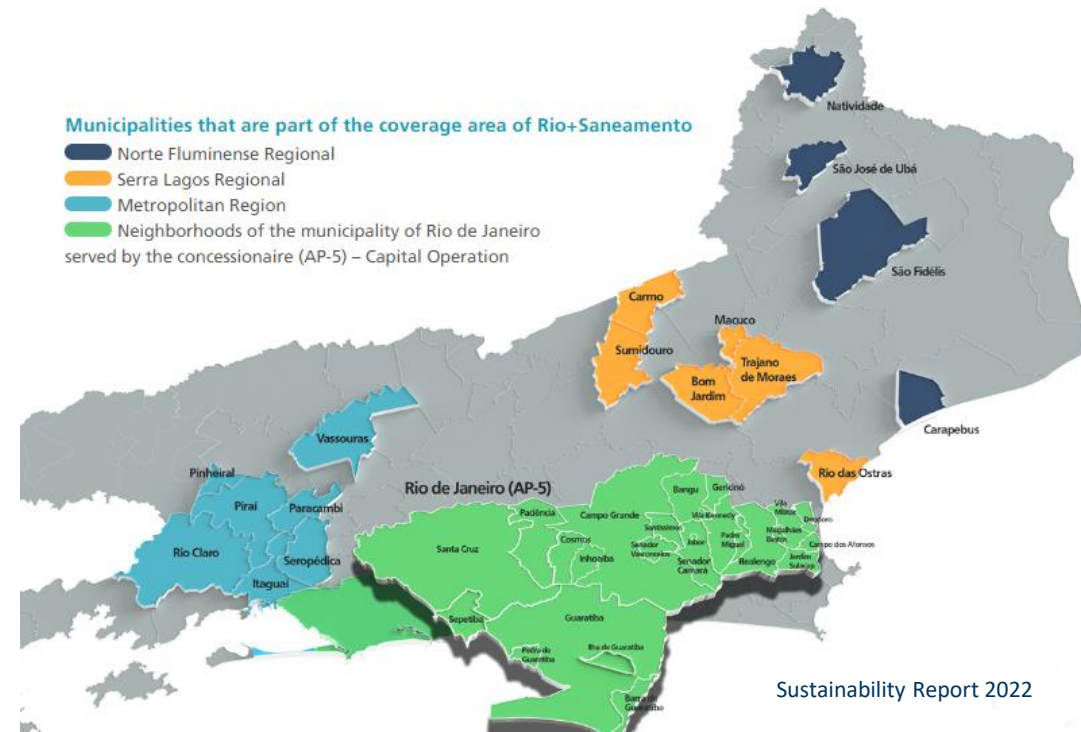 Municipalities that are part of the coverage area of Rio+Saneamento
Norte Fluminense Regional
Serra Lagos Regional
Metropolitan Region
Neighborhoods of the municipality of Rio de Janeiro
served by the concessionaire (AP-5) – Capital Operation
Natividade
São José de Ubá
São Fidélis
Carmo
Macuco
Sumidouro
Trajano
de Moraes
Bom
Jardim
Carapebus
Vassouras
Rio das Ostras
Pinheiral
Piraí
Paracambi
Rio Claro
Seropédica
Itaguaí
Rio de Janeiro (AP-5)
Bangu
Gericinó
Paciência
Campo Grande
Vila Kennedy
Vila
Militar
Deodoro
Santa Cruz
Cosmos
Santíssimo
Senador
Vasconcelos
Jabor
Padre
Miguel
Magalhães
Bastos
Campo dos Afonsos
Inhoaíba
Senador
Camará
Realengo
Jardim
Sulacap
Sepetiba
Guaratiba
Pedra de
Guaratiba
Ilha de Guaratiba
Barra de
Guaratiba
Sustainability Report 2022